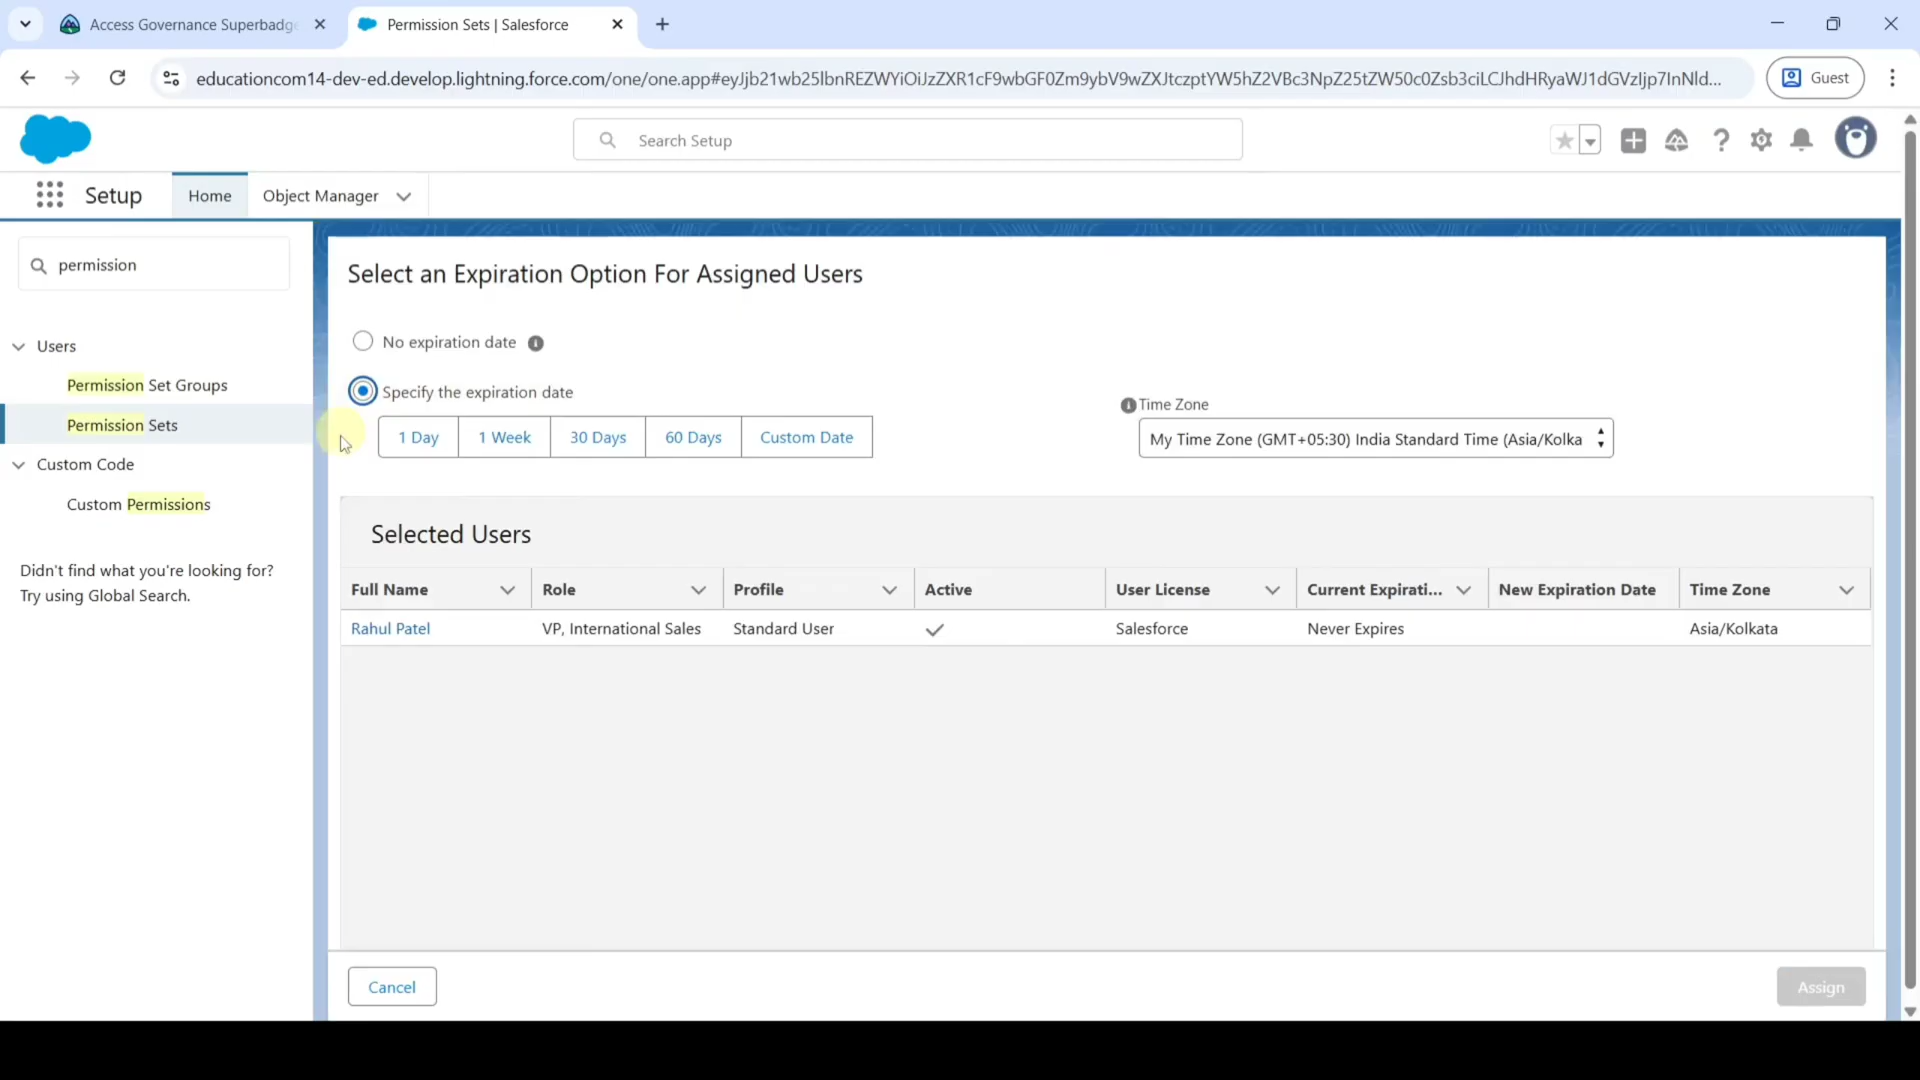 Access Governance Superbadge
Permission Sets | Salesforce
educationcom14-dev-ed.develop.lightning.force.com/one/one.app#eyJjb21wb25lbnREZWYiOiJzZXR1cF9wbGF0Zm9ybV9wZXJtczptYW5hZ2VBc3NpZ25tZW50c0Zsb3ciLCJhdHRyaWJ1dGVzIjp7InNld...
Guest
Search Setup
Setup
Home
Object Manager
permission
Users
Permission Set Groups
Permission Sets
Custom Code
Custom Permissions
Didn't find what you're looking for?
Try using Global Search.
Select an Expiration Option For Assigned Users
No expiration date
Specify the expiration date
1 Day 1 Week 30 Days 60 Days Custom Date
Time Zone
My Time Zone (GMT+05:30) India Standard Time (Asia/Kolka
Selected Users
Full Name Role Profile Active User License Current Expirati... New Expiration Date Time Zone
Rahul Patel VP, International Sales Standard User Salesforce Never Expires Asia/Kolkata
Cancel
Assign